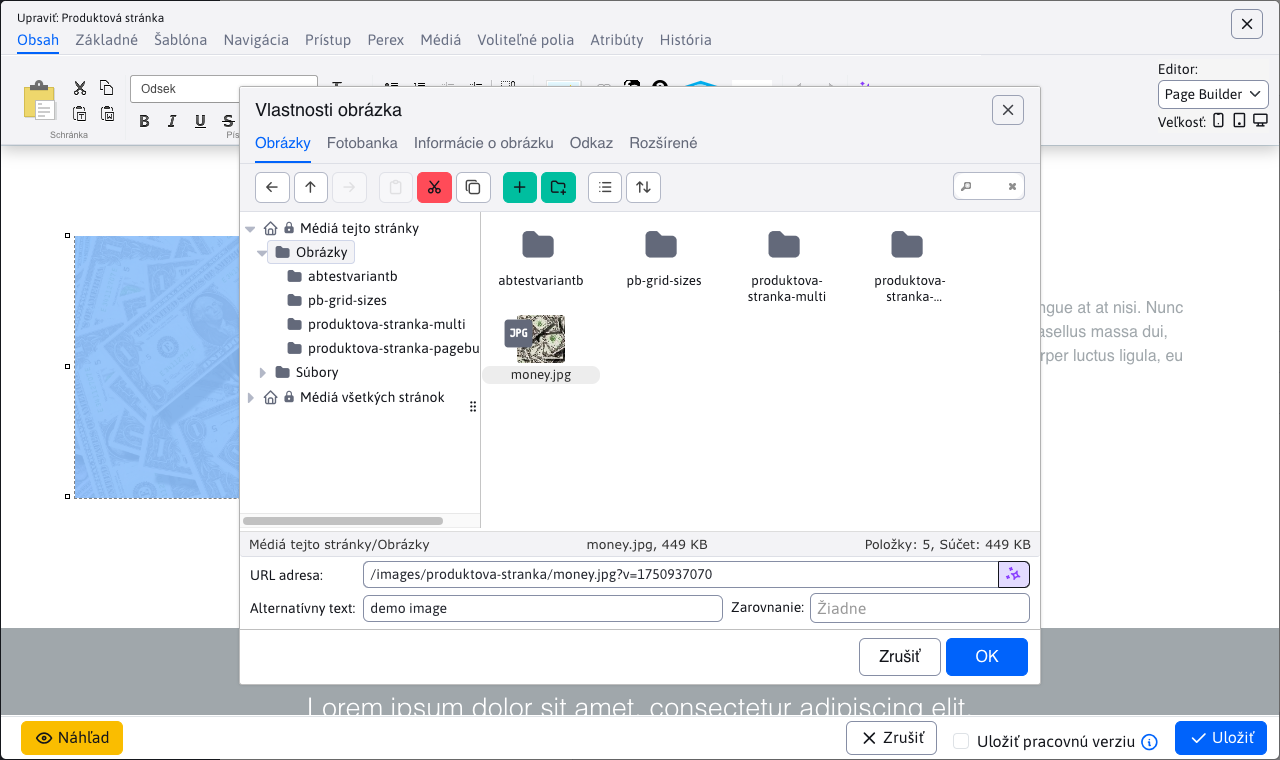 Upraviť: Produktová stránka
Obsah Základné Šablóna Navigácia Prístup Perex Médiá Voliteľné polia Atribúty História
Editor:
Page Builder
Veľkosť:
Odsek
B I U S
Schránka
Vlastnosti obrázka
Obrázky Fotobanka Informácie o obrázku Odkaz Rozšírené
Médiá tejto stránky
Obrázky
abtestvariantb
pb-grid-sizes
produktova-stranka-multi
produktova-stranka-pagebu
Súbory
Médiá všetkých stránok
abtestvariantb
pb-grid-sizes
produktova-
stranka-multi
produktova-
stranka-...
JPG
money.jpg
ngue at at nisi. Nunc
asellus massa dui,
rper luctus ligula, eu
Médiá tejto stránky/Obrázky money.jpg, 449 KB Položky: 5, Súčet: 449 KB
URL adresa: /images/produktova-stranka/money.jpg?v=1750937070
Alternatívny text: demo image Zarovnanie: Žiadne
Zrušiť OK
Lorem ipsum dolor sit amet, consectetur adipiscing elit.
Náhľad Zrušiť Uložiť pracovnú verziu Uložiť